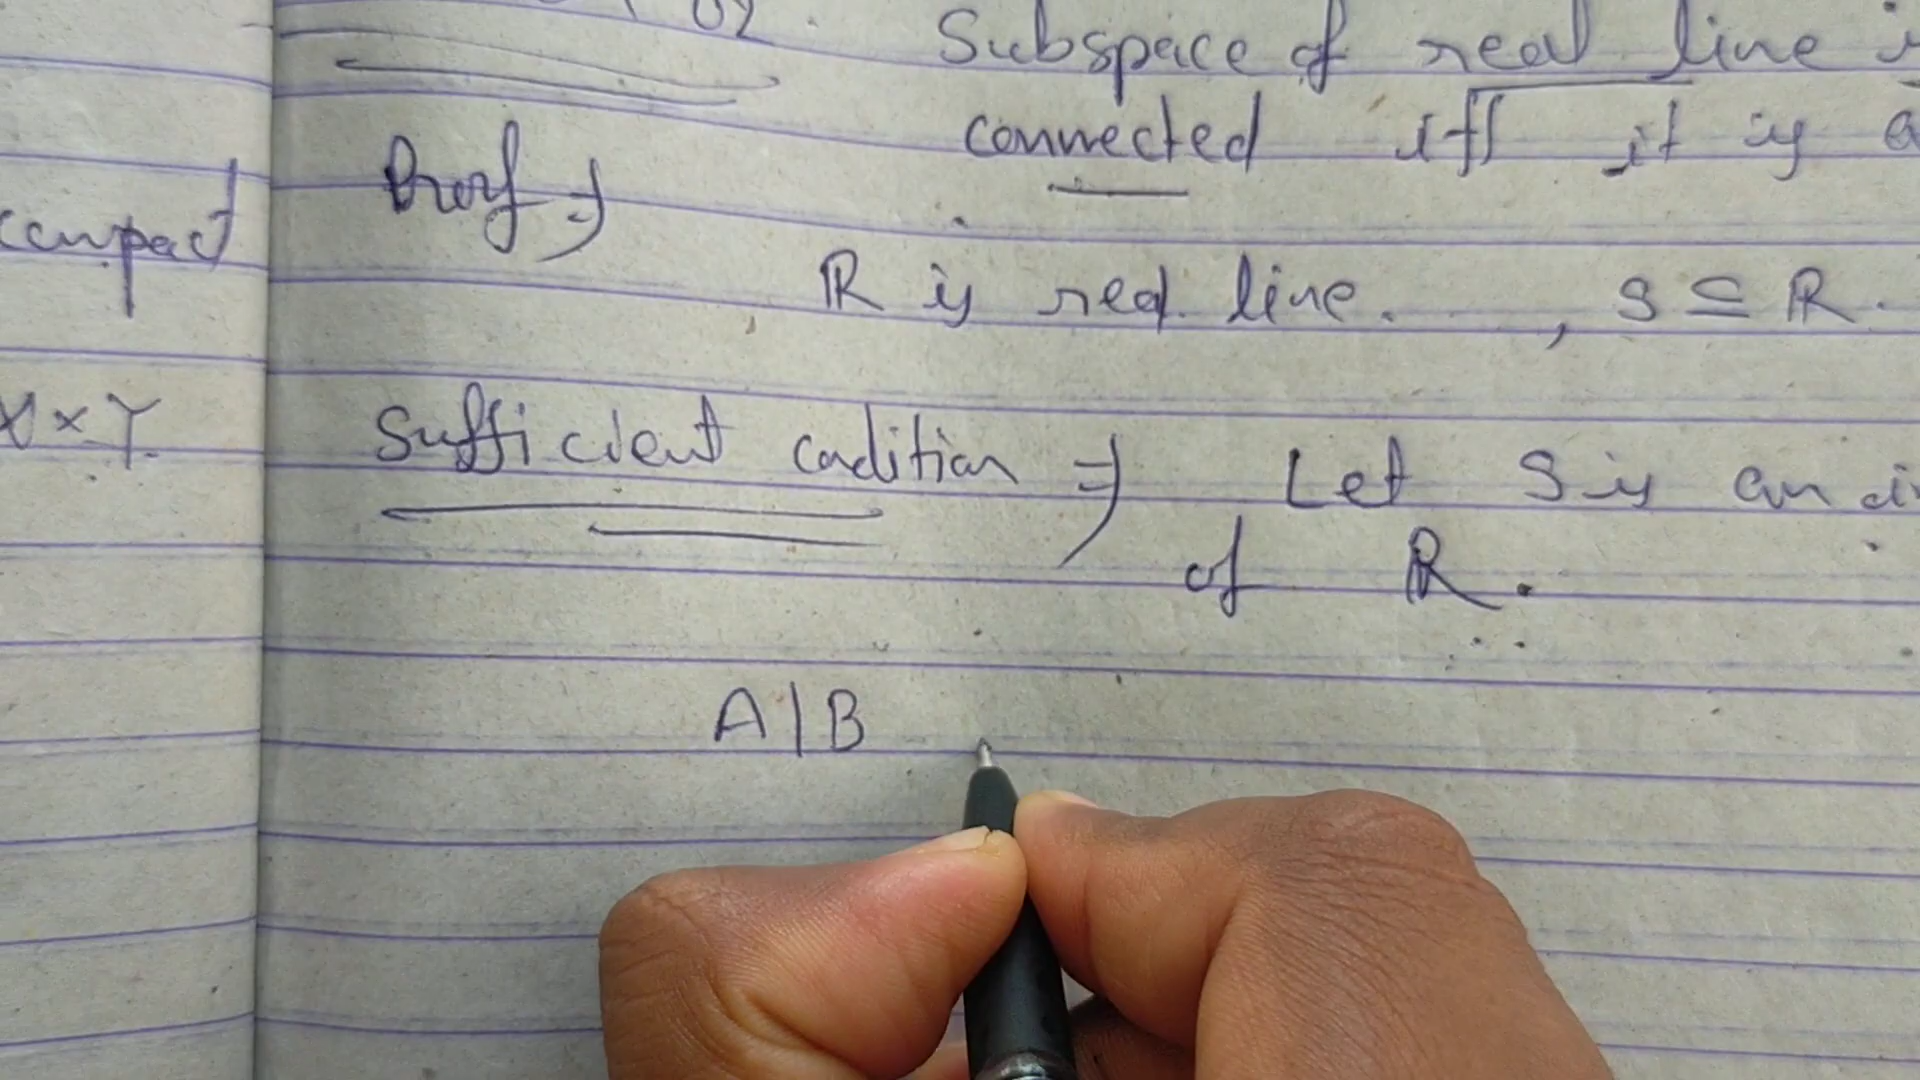 02
Subspace of real line
connected iff it is
Proof ⇒
R is real line. , S ⊆ R.
compact
Sufficient condition ⇒ Let S is an
X × Y
of R.
A|B